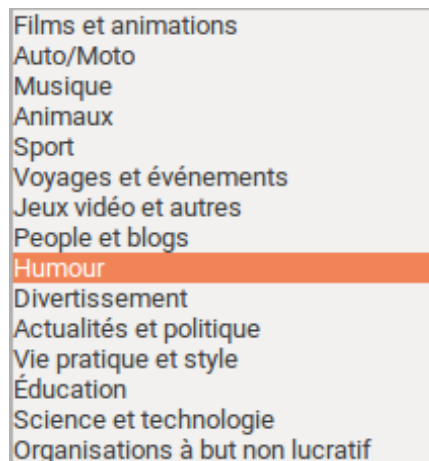 Films et animations
Auto/Moto
Musique
Animaux
Sport
Voyages et événements
Jeux vidéo et autres
People et blogs
Humour
Divertissement
Actualités et politique
Vie pratique et style
Éducation
Science et technologie
Organisations à but non lucratif